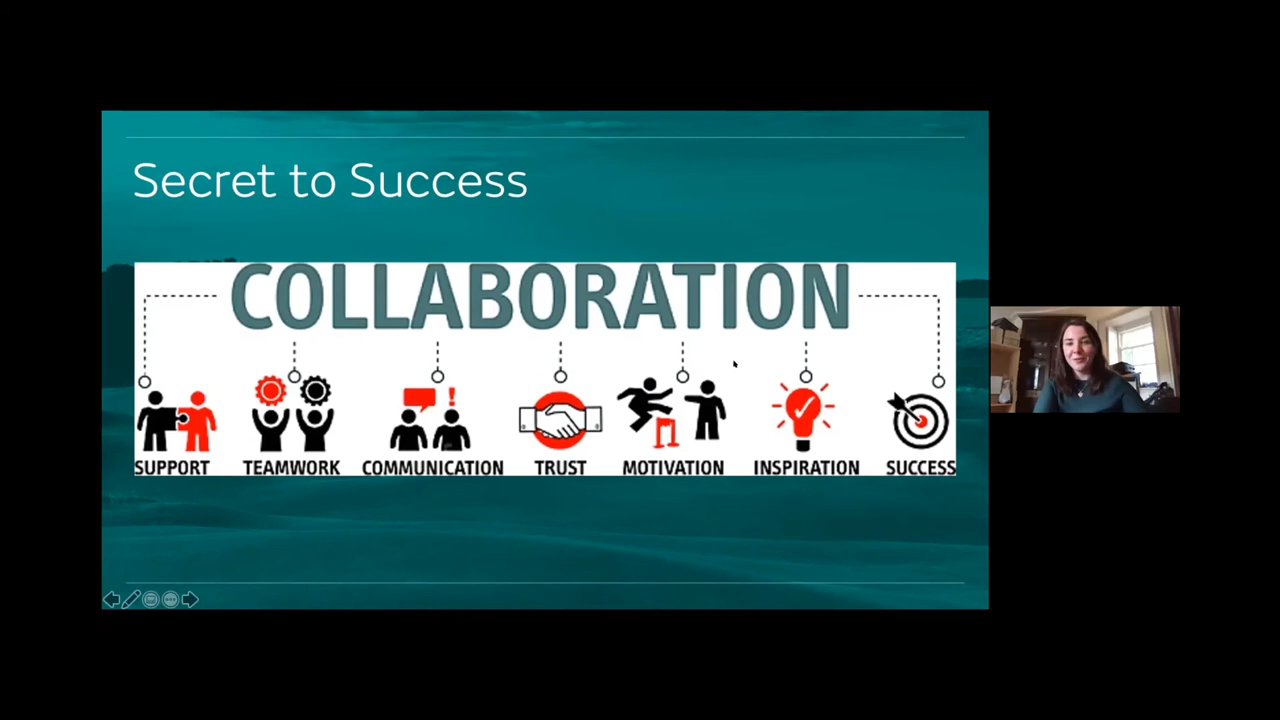 Secret to Success
COLLABORATION
SUPPORT TEAMWORK COMMUNICATION TRUST MOTIVATION INSPIRATION SUCCESS